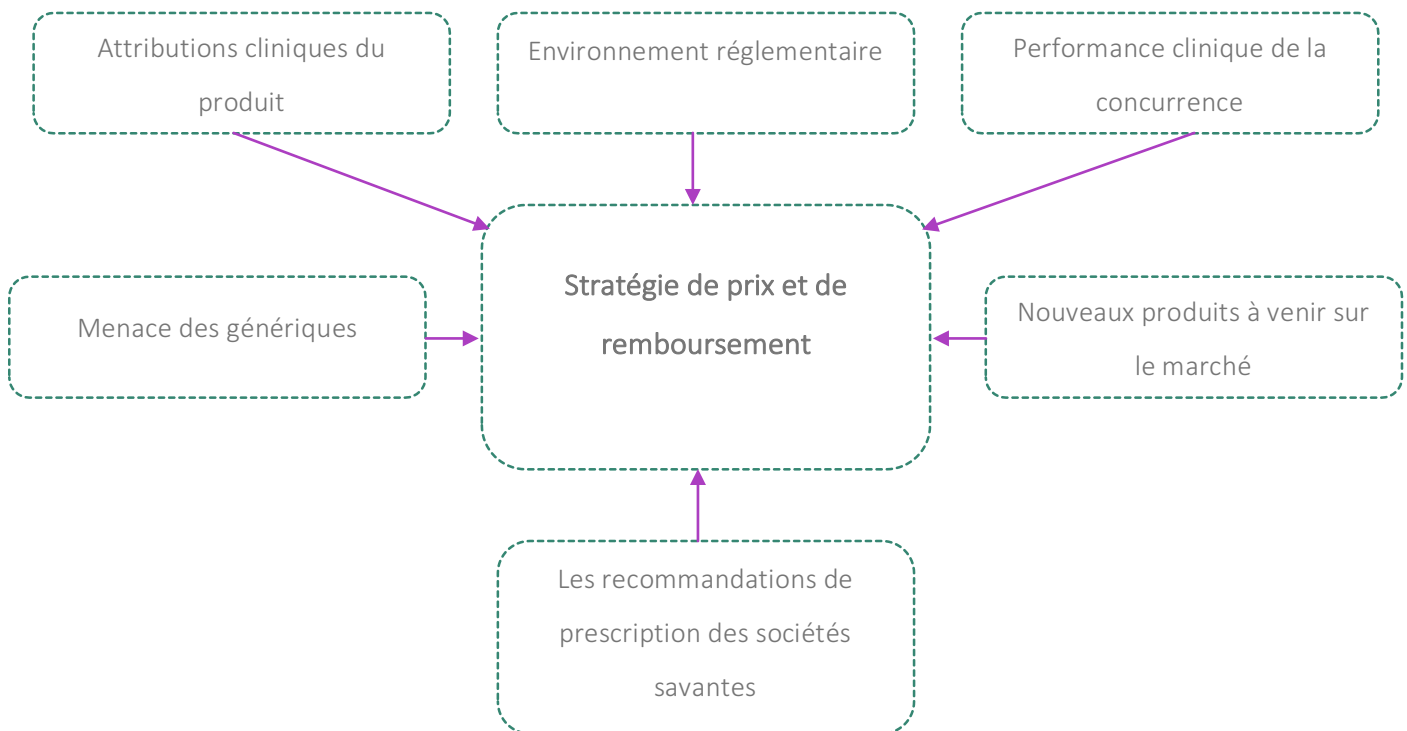 Attributions cliniques du
produit
Environnement réglementaire
Performance clinique de la
concurrence
Stratégie de prix et de
remboursement
Menace des génériques
Nouveaux produits à venir sur
le marché
Les recommandations de
prescription des sociétés
savantes